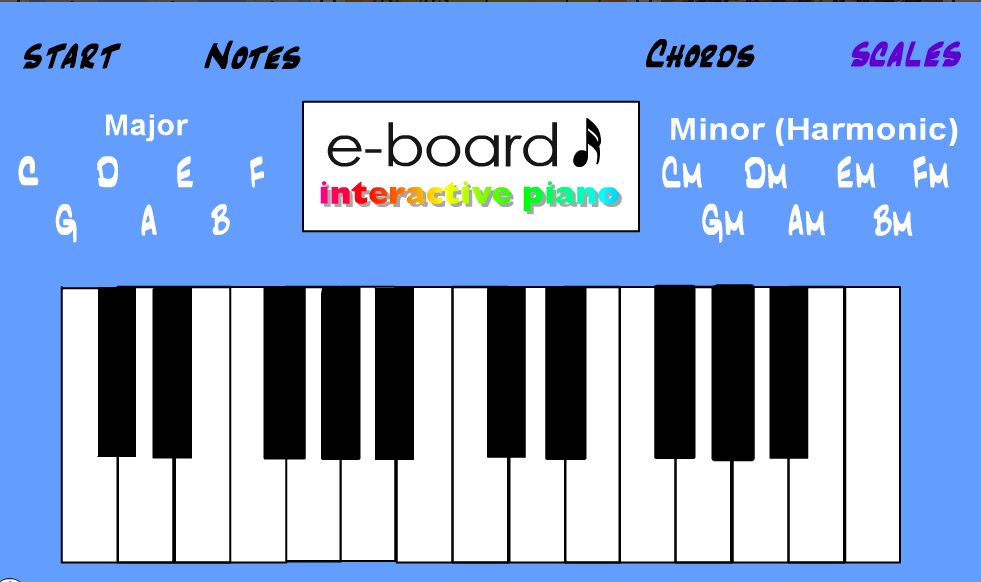 START NOTES CHORDS SCALES
Major
C D E F
G A B
e-board
interactive piano
Minor (Harmonic)
CM DM EM FM
GM AM BM